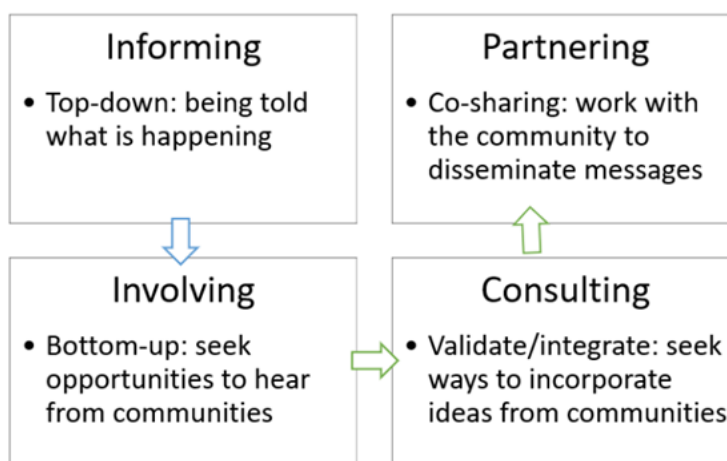 Informing
• Top-down: being told
what is happening
Involving
• Bottom-up: seek
opportunities to hear
from communities
Consulting
• Validate/integrate: seek
ways to incorporate
ideas from communities
Partnering
• Co-sharing: work with
the community to
disseminate messages